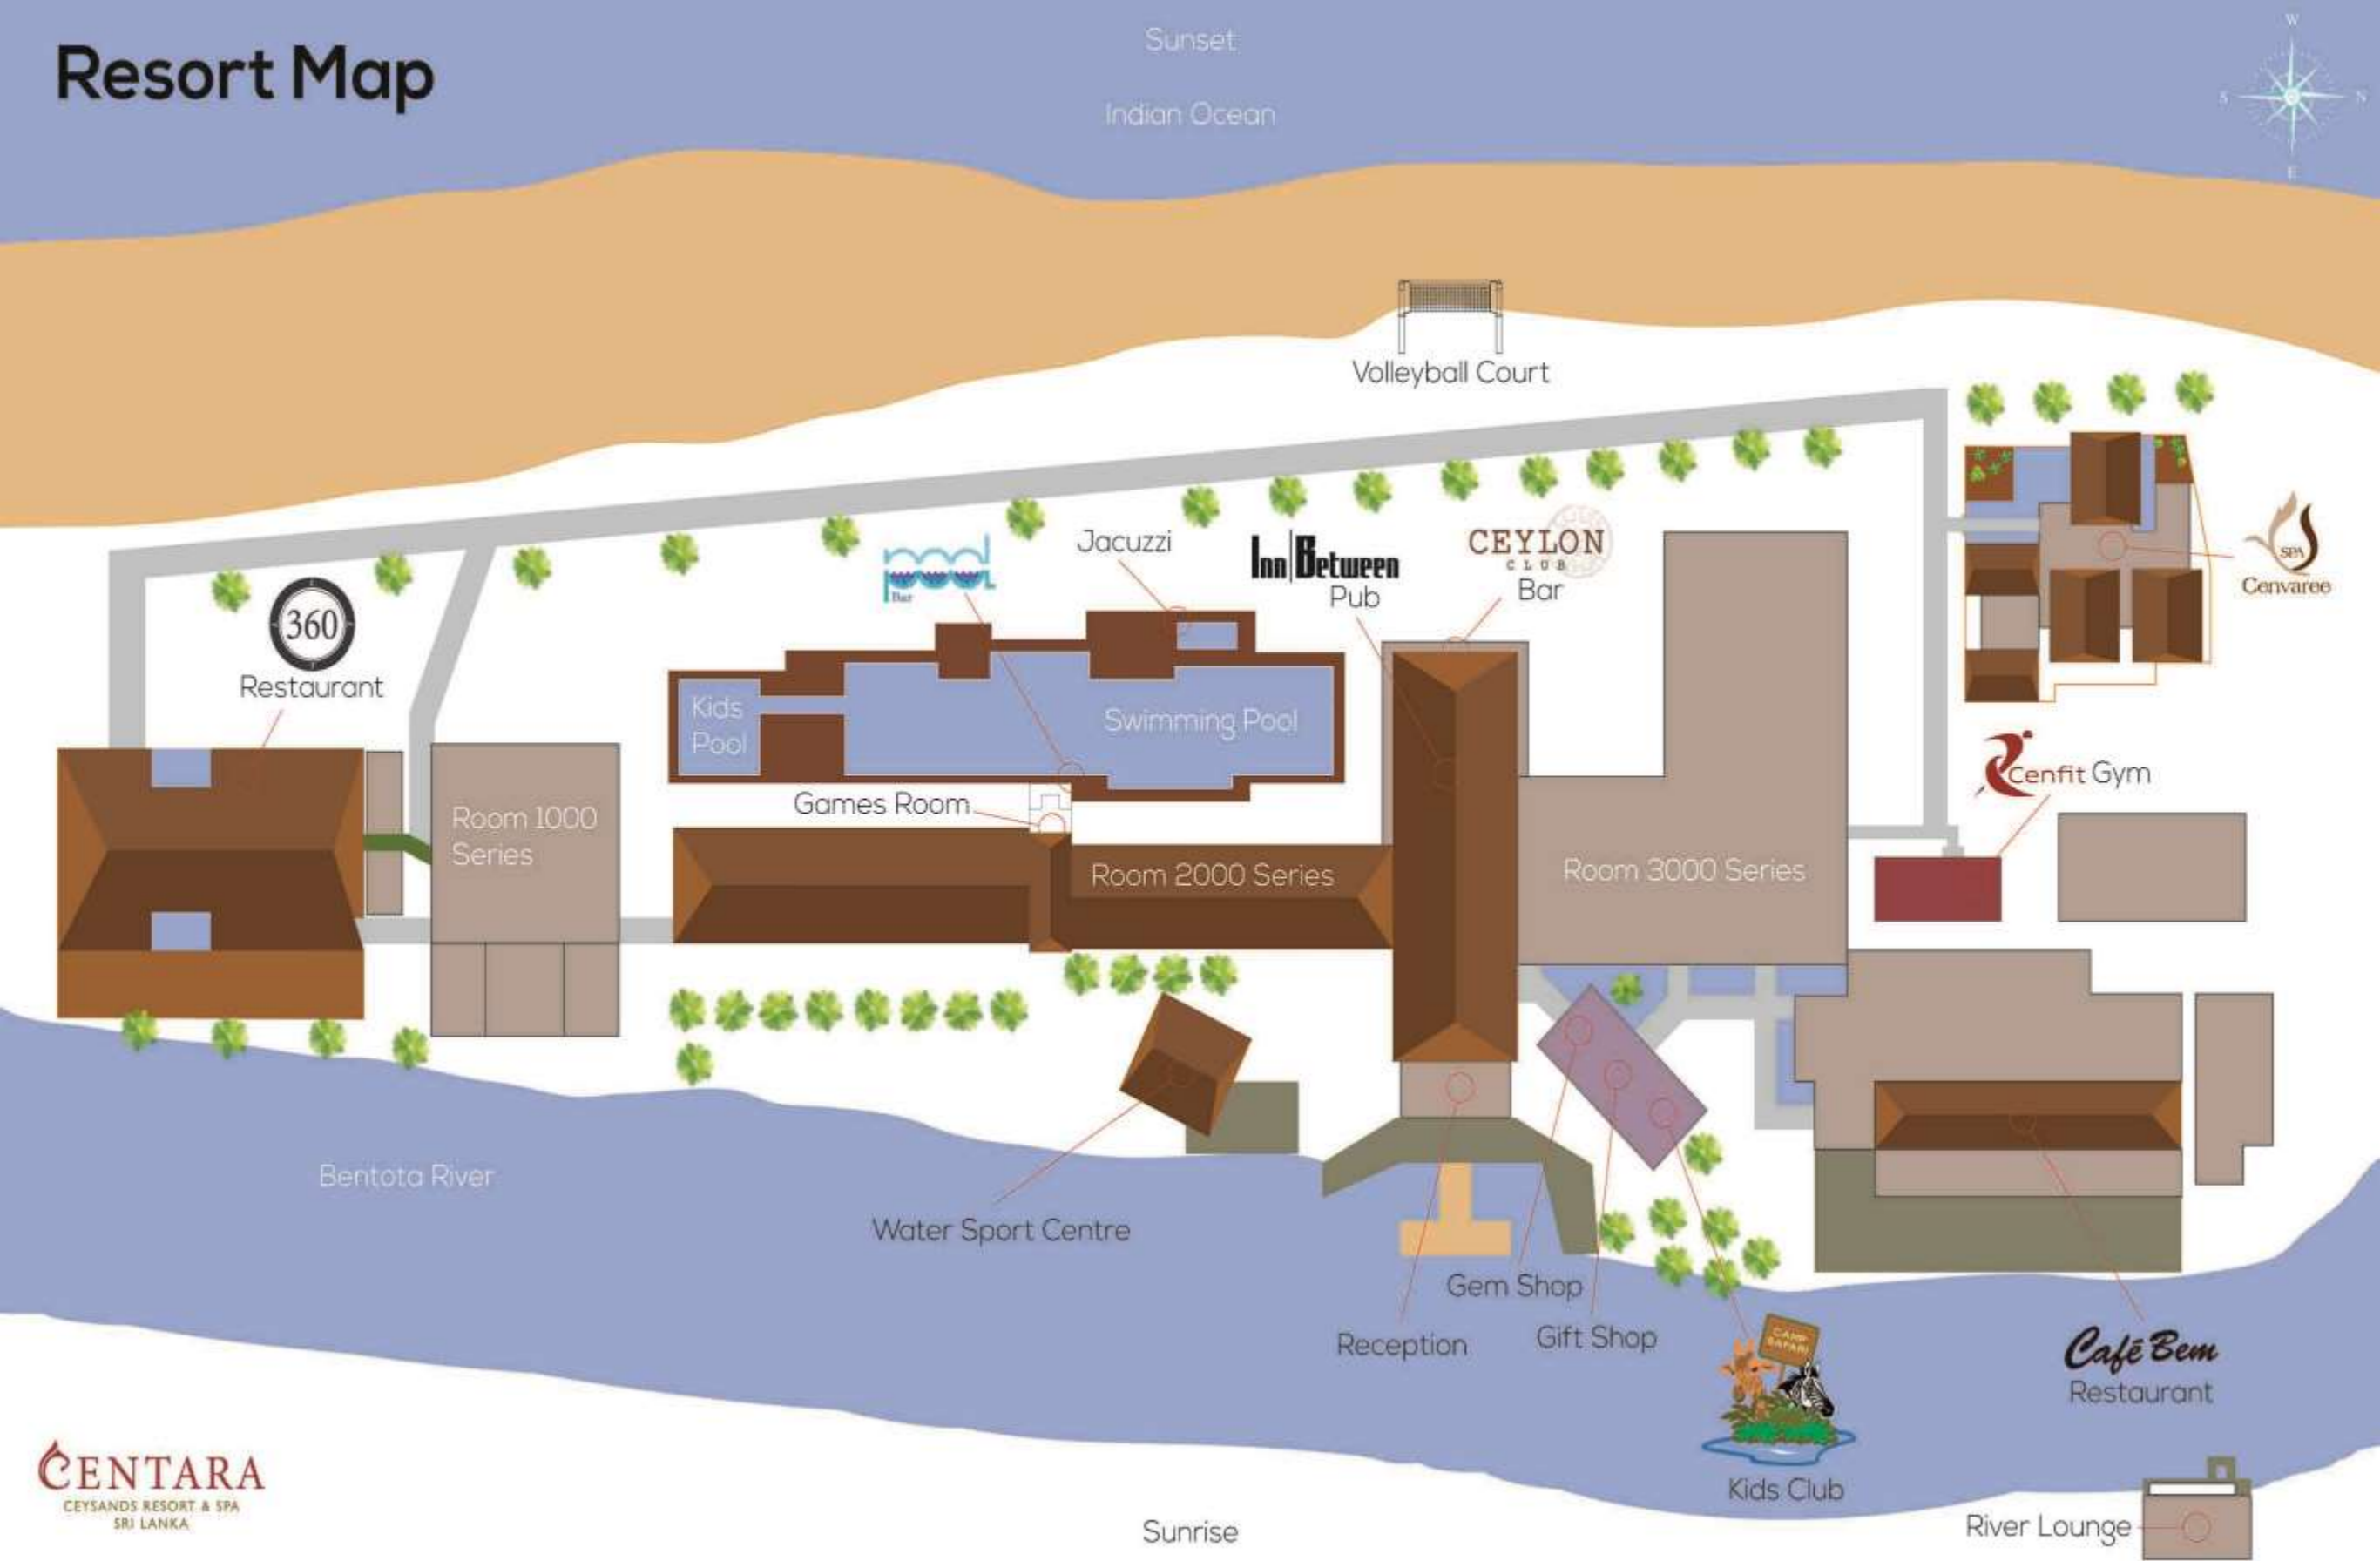 Resort Map
Sunset
Indian Ocean
W
S
N
E
Volleyball Court
360
Restaurant
pool
Bar
Jacuzzi
Inn Between
Pub
CEYLON
CLUB
Bar
SPA
Cenvaree
Kids
Pool
Swimming Pool
Cenfit Gym
Games Room
Room 1000
Series
Room 2000 Series
Room 3000 Series
Bentota River
Water Sport Centre
Gem Shop
Reception
Gift Shop
CAMP
SAFARI
Kids Club
Café Bem
Restaurant
CENTARA
CEYSANDS RESORT & SPA
SRI LANKA
Sunrise
River Lounge